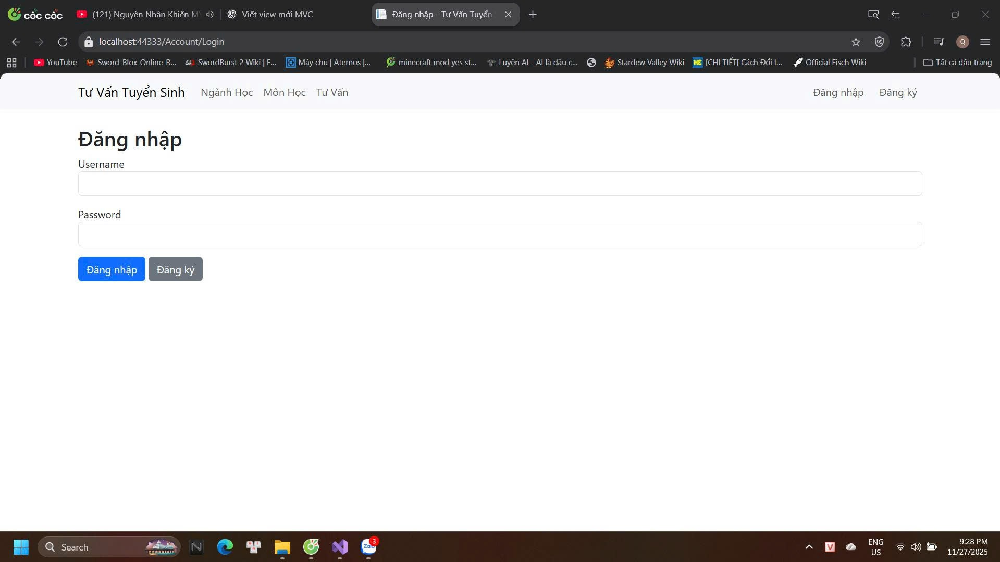 cốc cốc
(121) Nguyên Nhân Khiến M
Viết view mới MVC
Đăng nhập - Tư Vấn Tuyển
localhost:44333/Account/Login
Q
YouTube
Sword-Blox-Online-R...
SwordBurst 2 Wiki | F...
Máy chủ | Aternos |...
minecraft mod yes st...
Luyện AI - AI là đầu c...
Stardew Valley Wiki
HC
[CHI TIẾT[ Cách Đổi I...
Official Fisch Wiki
Tất cả dấu trang
Tư Vấn Tuyển Sinh
Ngành Học
Môn Học
Tư Vấn
Đăng nhập
Đăng ký
Đăng nhập
Username
Password
Đăng nhập
Đăng ký
Search
N
Zalo
3
V
ENG
US
9:28 PM
11/27/2025